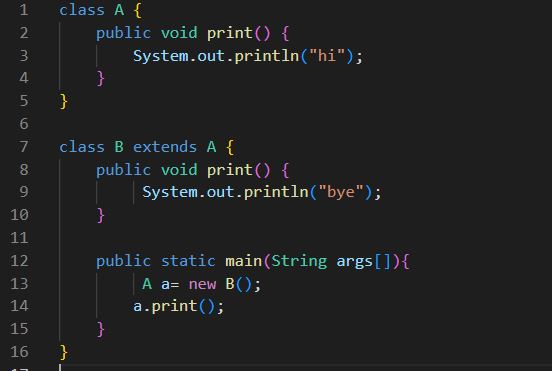 1 class A {
2     public void print() {
3         System.out.println("hi");
4     }
5 }
6
7 class B extends A {
8     public void print() {
9          System.out.println("bye");
10     }
11
12     public static main(String args[]){
13          A a= new B();
14         a.print();
15     }
16 }
17